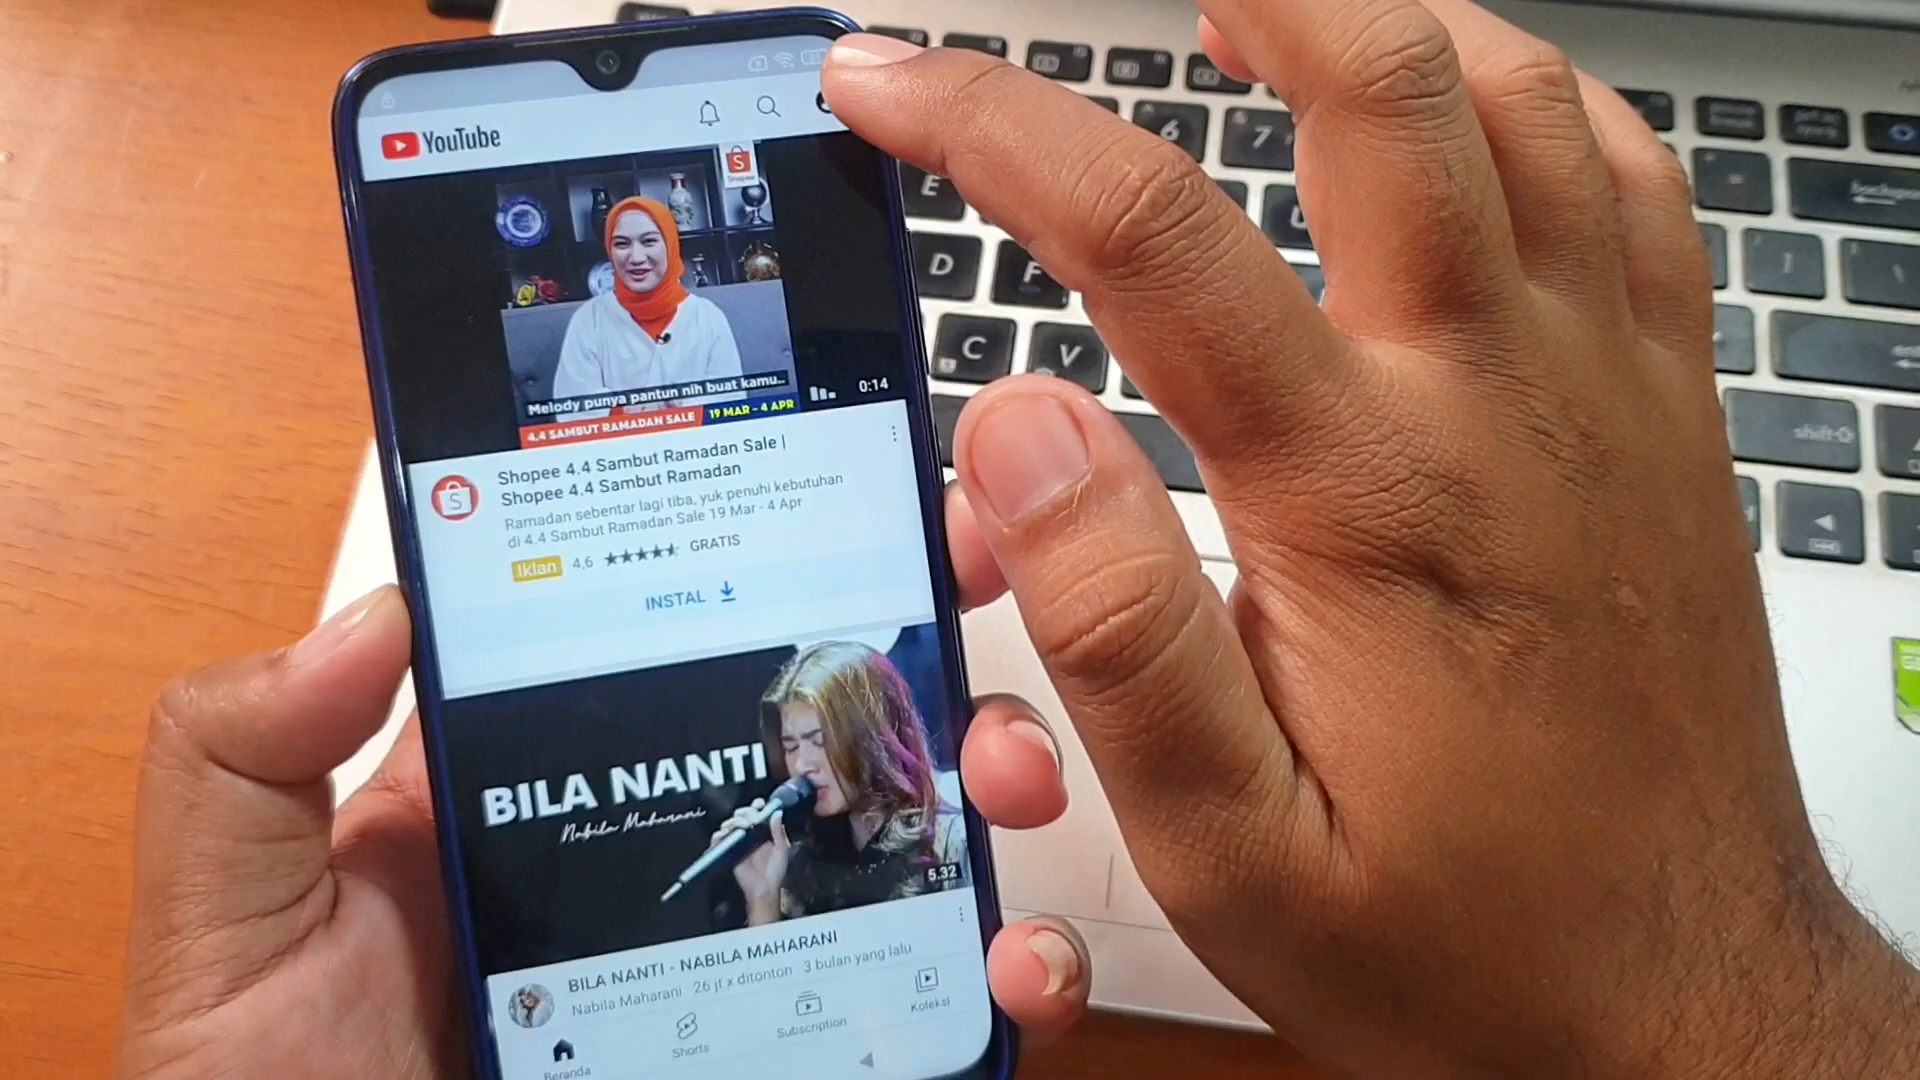 YouTube
S
Shopee
Melody punya pantun nih buat kamu..
4.4 SAMBUT RAMADAN SALE
19 MAR - 4 APR
0:14
Shopee 4.4 Sambut Ramadan Sale |
Shopee 4.4 Sambut Ramadan
Ramadan sebentar lagi tiba, yuk penuhi kebutuhan
di 4.4 Sambut Ramadan Sale 19 Mar - 4 Apr
Iklan 4,6 GRATIS
INSTAL
BILA NANTI
Nabila Maharani
5.32
BILA NANTI - NABILA MAHARANI
Nabila Maharani 26 jt x ditonton 3 bulan yang lalu
Beranda
Shorts
Subscription
Koleksi
6
7
E
D
F
C
V
backspace
shift